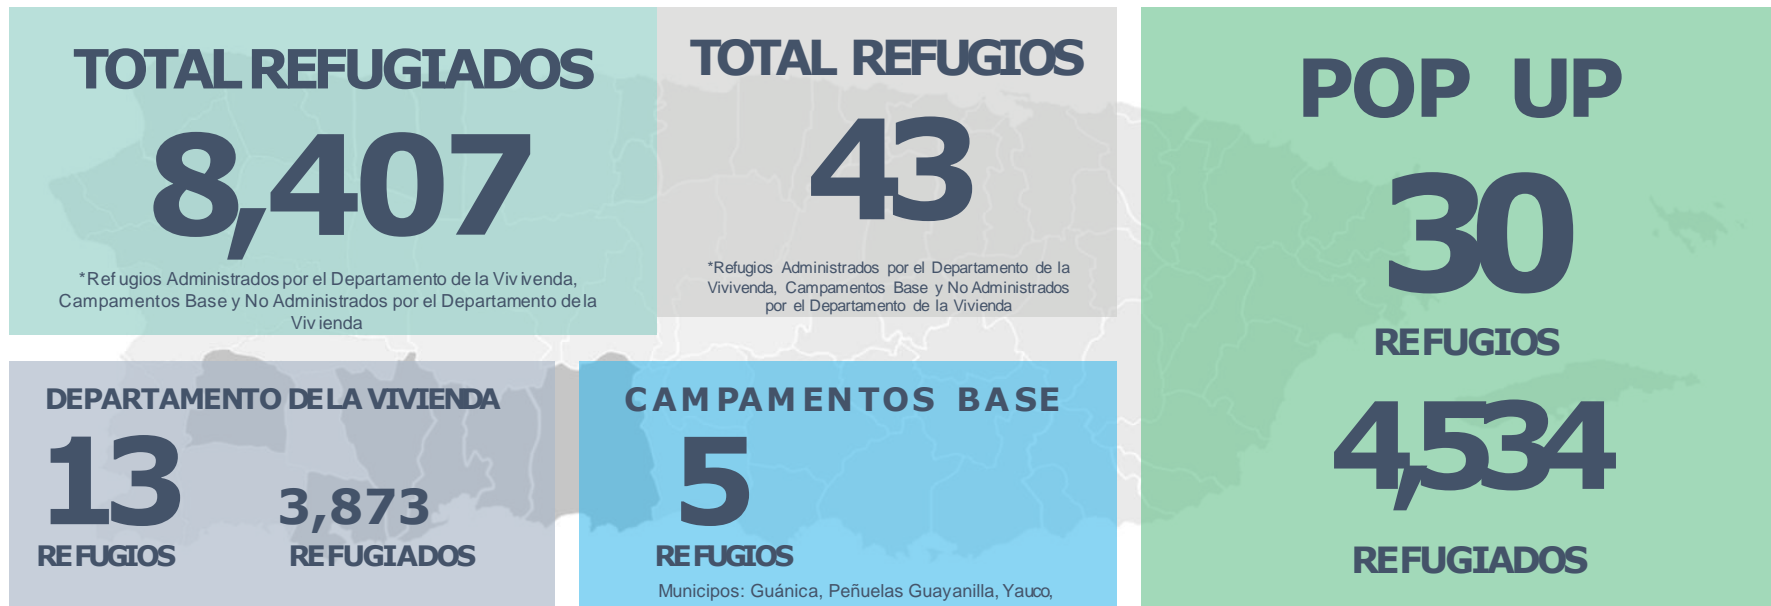 TOTAL REFUGIADOS
8,407
*Refugios Administrados por el Departamento de la Vivivenda,
Campamentos Base y No Administrados por el Departamento de la
Vivienda
TOTAL REFUGIOS
43
*Refugios Administrados por el Departamento de la
Vivivenda, Campamentos Base y No Administrados
por el Departamento de la Vivienda
POP UP
30
REFUGIOS
4,534
REFUGIADOS
DEPARTAMENTO DE LA VIVIENDA
13
REFUGIOS
3,873
REFUGIADOS
CAMPAMENTOS BASE
5
REFUGIOS
Municipos: Guánica, Peñuelas Guayanilla, Yauco,